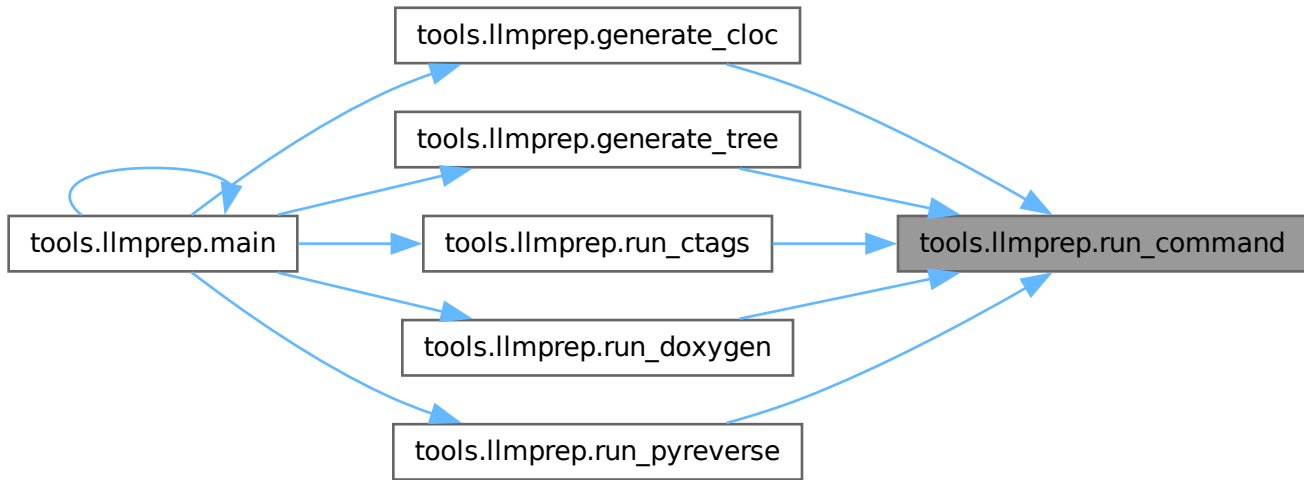 tools.llmprep.generate_cloc
tools.llmprep.generate_tree
tools.llmprep.main
tools.llmprep.run_ctags
tools.llmprep.run_command
tools.llmprep.run_doxygen
tools.llmprep.run_pyreverse